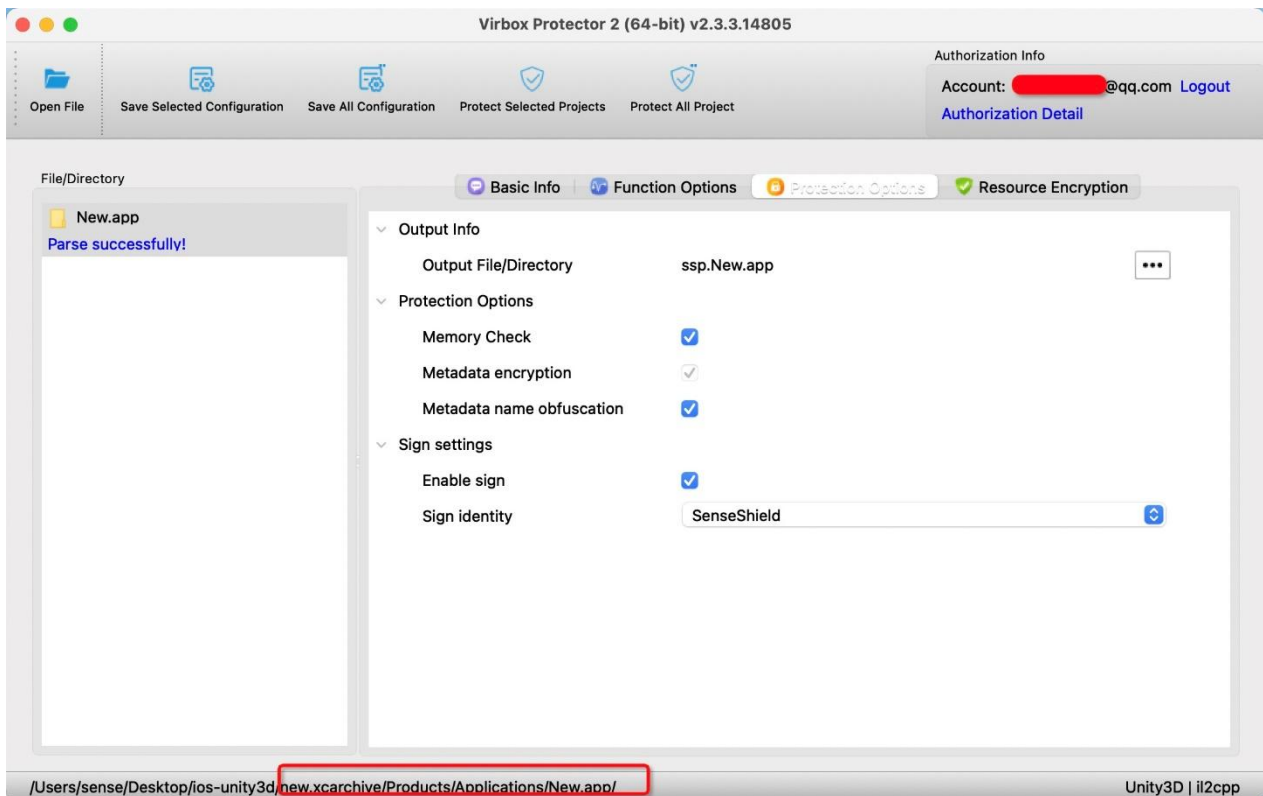 Virbox Protector 2 (64-bit) v2.3.3.14805
Open File
Save Selected Configuration
Save All Configuration
Protect Selected Projects
Protect All Project
Authorization Info
Account: @qq.com Logout
Authorization Detail
File/Directory
New.app
Parse successfully!
Basic Info
Function Options
Protection Options
Resource Encryption
Output Info
Output File/Directory ssp.New.app
Protection Options
Memory Check
Metadata encryption
Metadata name obfuscation
Sign settings
Enable sign
Sign identity SenseShield
/Users/sense/Desktop/ios-unity3d/new.xcarchive/Products/Applications/New.app/
Unity3D | il2cpp